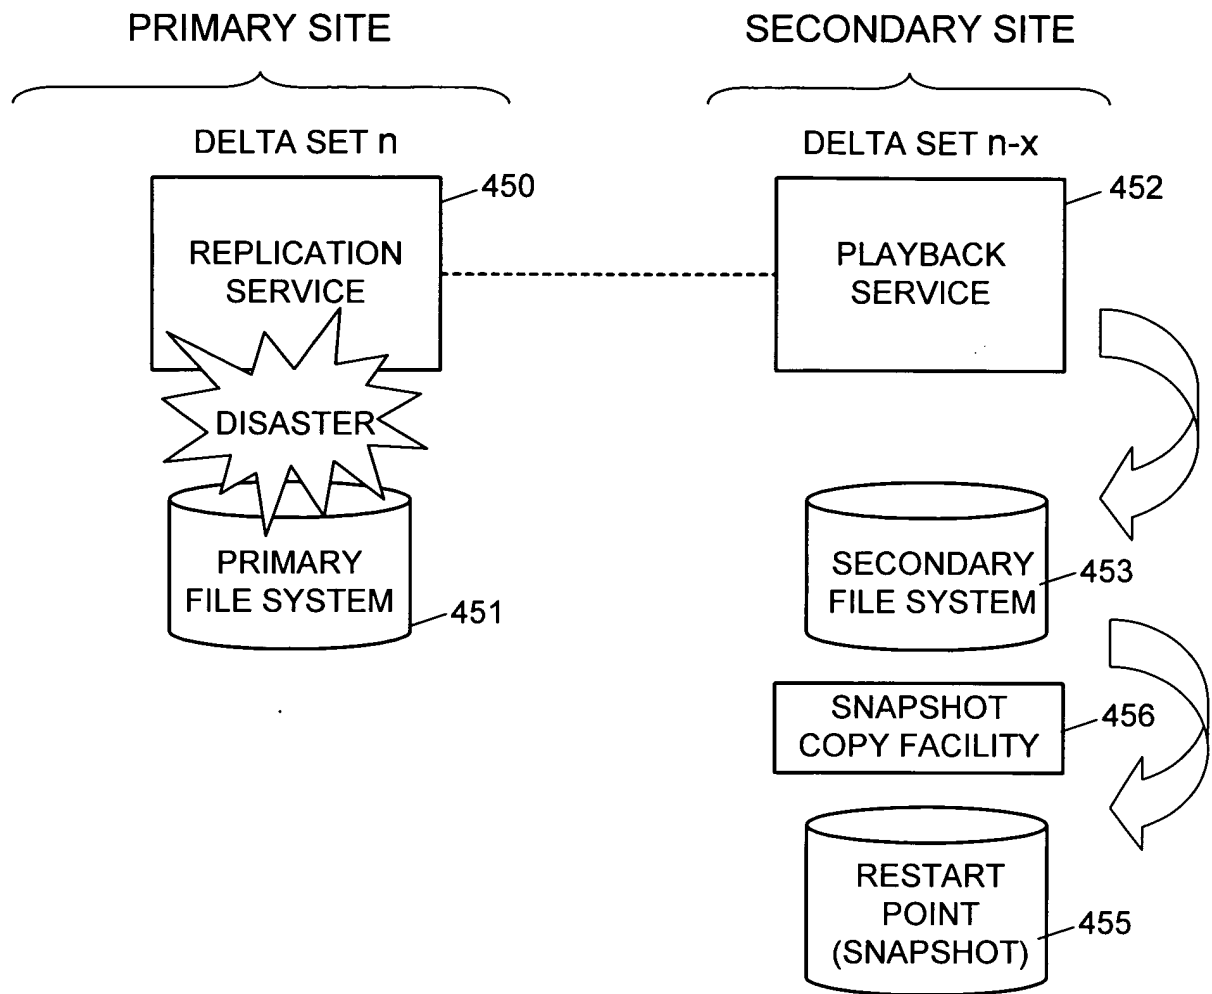 PRIMARY SITE
SECONDARY SITE
DELTA SET n
DELTA SET n-x
450
452
REPLICATION
SERVICE
PLAYBACK
SERVICE
DISASTER
PRIMARY
FILE SYSTEM
451
SECONDARY
FILE SYSTEM
453
SNAPSHOT
COPY FACILITY
456
RESTART
POINT
(SNAPSHOT)
455